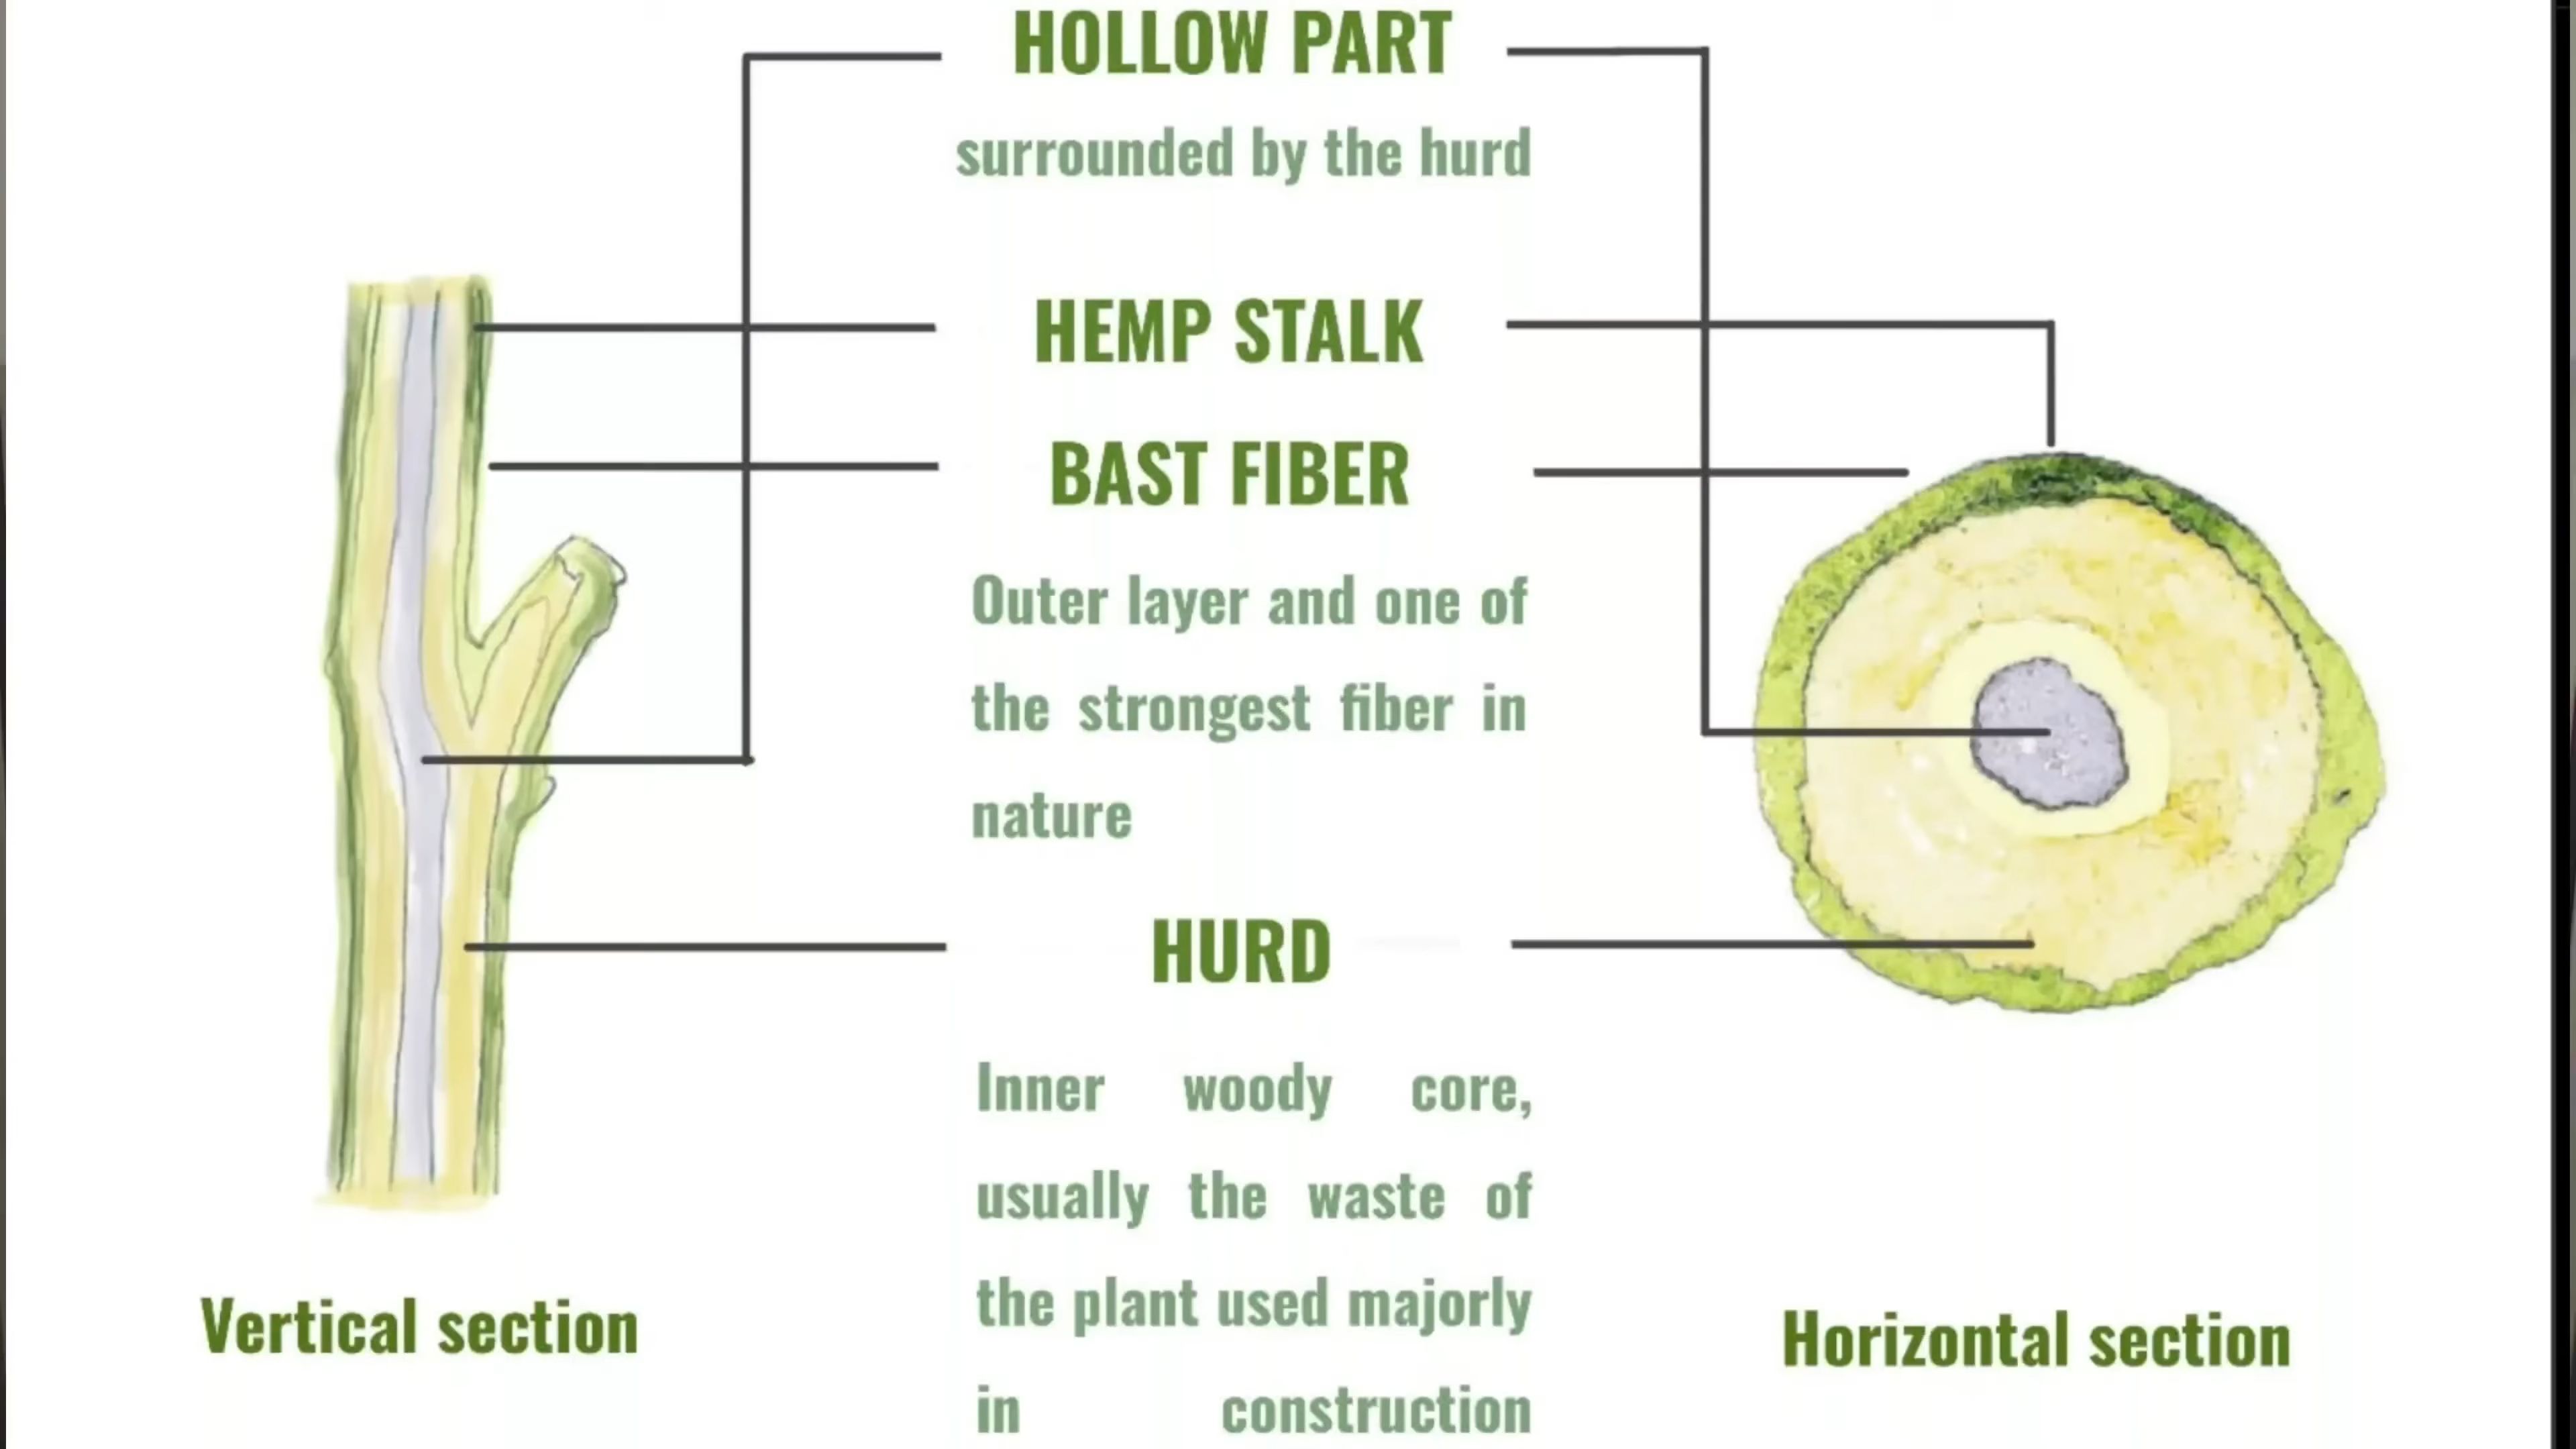 HOLLOW PART
surrounded by the hurd
HEMP STALK
BAST FIBER
Outer layer and one of
the strongest fiber in
nature
HURD
Inner woody core,
usually the waste of
the plant used majorly
in construction
Vertical section
Horizontal section